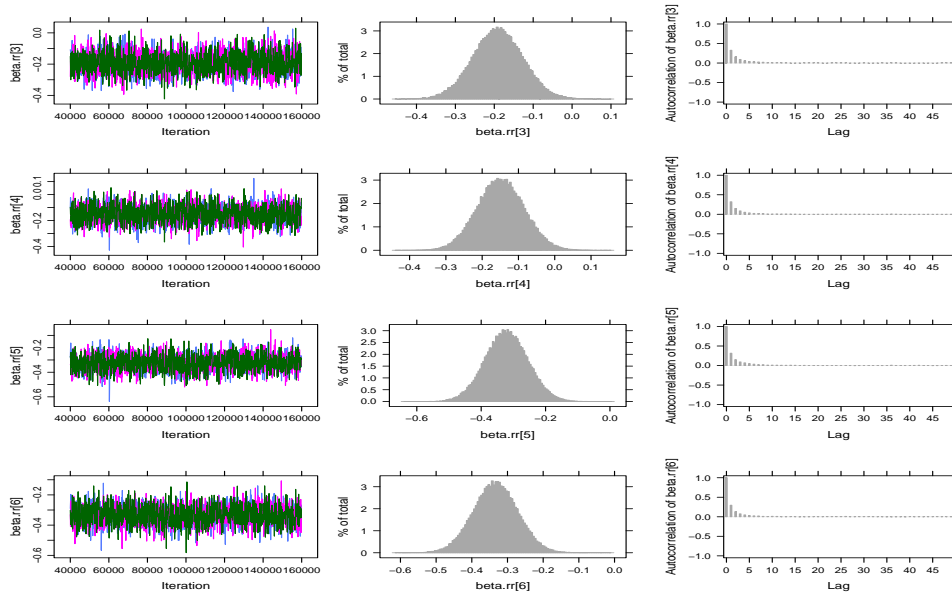 beta.rr[3]
0.0
−0.2
−0.4
40000 60000 80000 100000 120000 140000 160000
Iteration
% of total
3
2
1
0
−0.4 −0.3 −0.2 −0.1 0.0 0.1
beta.rr[3]
Autocorrelation of beta.rr[3]
1.0
0.5
0.0
−0.5
−1.0
0 5 10 15 20 25 30 35 40 45
Lag
beta.rr[4]
0.00.1
−0.2
−0.4
40000 60000 80000 100000 120000 140000 160000
Iteration
% of total
3
2
1
0
−0.4 −0.3 −0.2 −0.1 0.0 0.1
beta.rr[4]
Autocorrelation of beta.rr[4]
1.0
0.5
0.0
−0.5
−1.0
0 5 10 15 20 25 30 35 40 45
Lag
beta.rr[5]
−0.2
−0.4
−0.6
40000 60000 80000 100000 120000 140000 160000
Iteration
% of total
3.0
2.5
2.0
1.5
1.0
0.5
0.0
−0.6 −0.4 −0.2 0.0
beta.rr[5]
Autocorrelation of beta.rr[5]
1.0
0.5
0.0
−0.5
−1.0
0 5 10 15 20 25 30 35 40 45
Lag
beta.rr[6]
−0.2
−0.4
−0.6
40000 60000 80000 100000 120000 140000 160000
Iteration
% of total
3
2
1
0
−0.6 −0.5 −0.4 −0.3 −0.2 −0.1 0.0
beta.rr[6]
Autocorrelation of beta.rr[6]
1.0
0.5
0.0
−0.5
−1.0
0 5 10 15 20 25 30 35 40 45
Lag